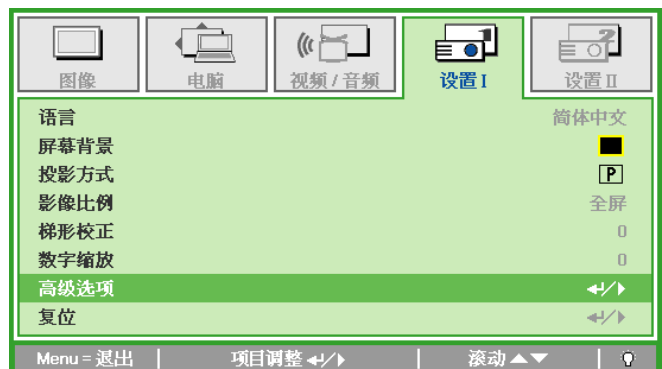 图像 电脑 视频/音频 设置I 设置II
语言 简体中文
屏幕背景
投影方式 P
影像比例 全屏
梯形校正 0
数字缩放 0
高级选项
复位
Menu = 退出 项目调整 滚动